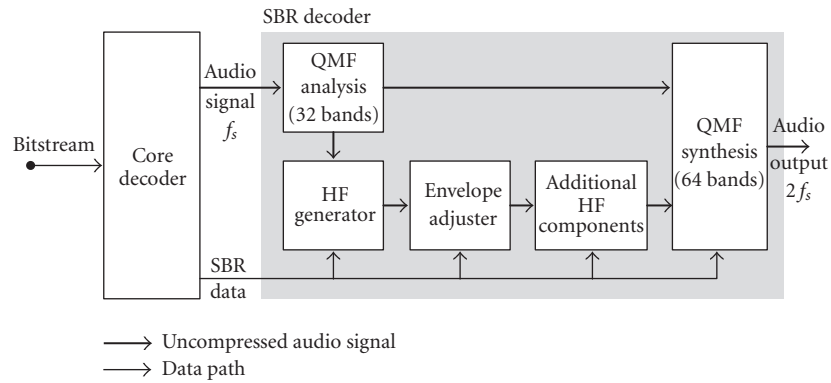 SBR decoder
Bitstream
Core
decoder
Audio
signal
fs
QMF
analysis
(32 bands)
HF
generator
Envelope
adjuster
Additional
HF
components
QMF
synthesis
(64 bands)
Audio
output
2fs
SBR
data
Uncompressed audio signal
Data path